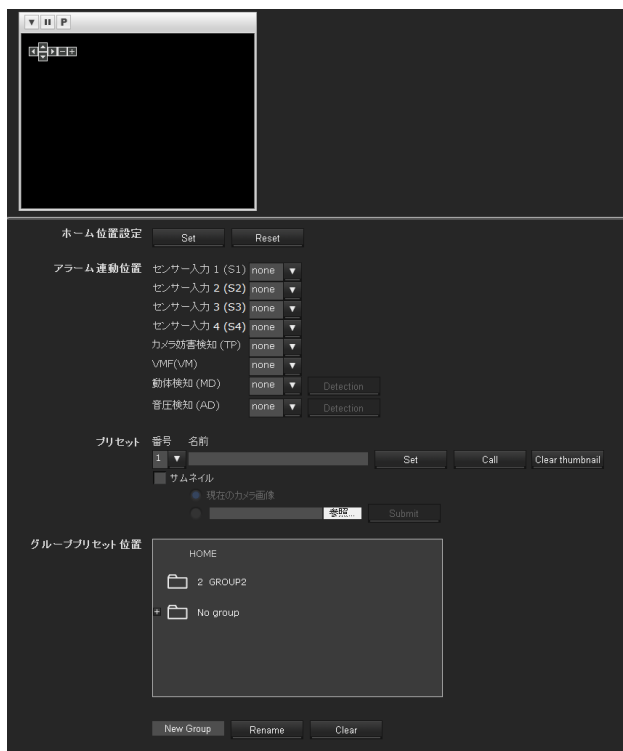 P
ホーム位置設定 Set Reset
アラーム連動位置 センサー入力 1 (S1) none
センサー入力 2 (S2) none
センサー入力 3 (S3) none
センサー入力 4 (S4) none
カメラ妨害検知 (TP) none
VMF(VM) none
動体検知 (MD) none Detection
音圧検知 (AD) none Detection
プリセット 番号 名前
1 Set Call Clear thumbnail
サムネイル
現在のカメラ画像
参照... Submit
グループプリセット位置
HOME
2 GROUP2
+ No group
New Group Rename Clear